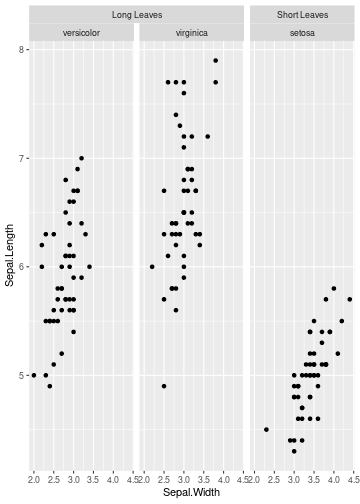 Long Leaves Short Leaves
versicolor virginica setosa
8
7
6
5
Sepal.Length
2.0 2.5 3.0 3.5 4.0 4.5 2.0 2.5 3.0 3.5 4.0 4.5 2.0 2.5 3.0 3.5 4.0 4.5
Sepal.Width